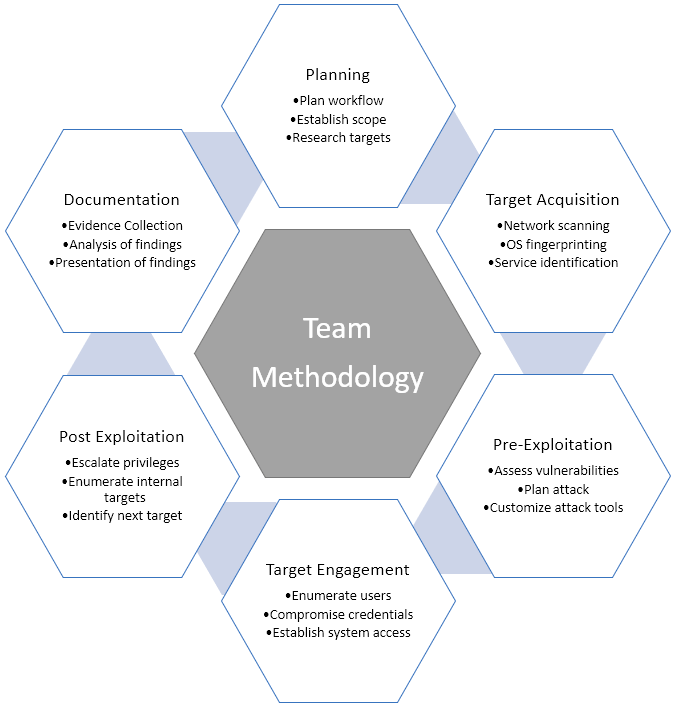 Planning
•Plan workflow
•Establish scope
•Research targets
Target Acquisition
•Network scanning
•OS fingerprinting
•Service identification
Pre-Exploitation
•Assess vulnerabilities
•Plan attack
•Customize attack tools
Target Engagement
•Enumerate users
•Compromise credentials
•Establish system access
Post Exploitation
•Escalate privileges
•Enumerate internal
targets
•Identify next target
Documentation
•Evidence Collection
•Analysis of findings
•Presentation of findings
Team
Methodology